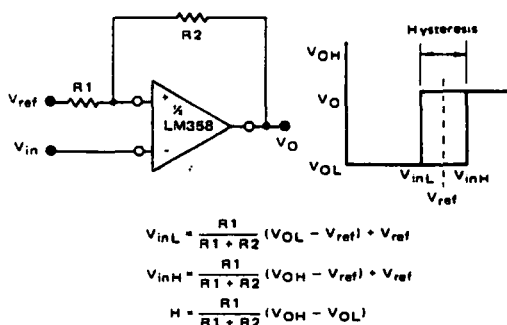 R2
Hysteresis
VOH
R1
Vref
+
½
LM358
VO
Vin
-
VO
VOL
VinL
VinH
Vref
VinL = R1 / (R1 + R2) (VOL - Vref) + Vref
VinH = R1 / (R1 + R2) (VOH - Vref) + Vref
H = R1 / (R1 + R2) (VOH - VOL)